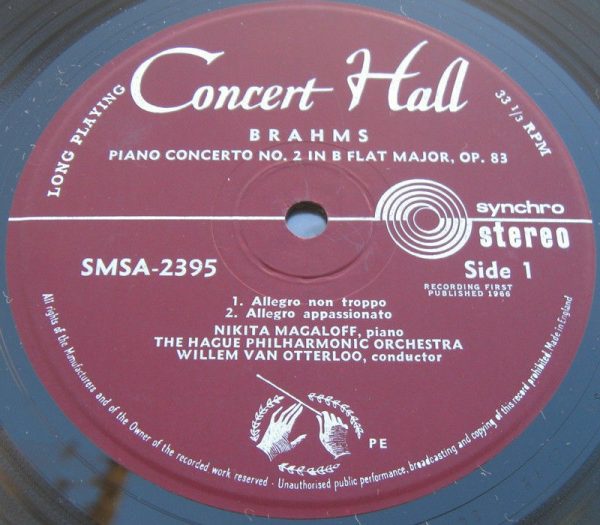 Concert Hall
LONG PLAYING
33 1/3 RPM
BRAHMS
PIANO CONCERTO NO. 2 IN B FLAT MAJOR, OP. 83
synchro
stereo
SMSA-2395
Side 1
RECORDING FIRST
PUBLISHED 1966
1. Allegro non troppo
2. Allegro appassionato
NIKITA MAGALOFF, piano
THE HAGUE PHILHARMONIC ORCHESTRA
WILLEM VAN OTTERLOO, conductor
PE
All rights of the Manufacturers and of the Owner of the recorded work reserved - Unauthorised public performance, broadcasting and copying of this record prohibited Made in England